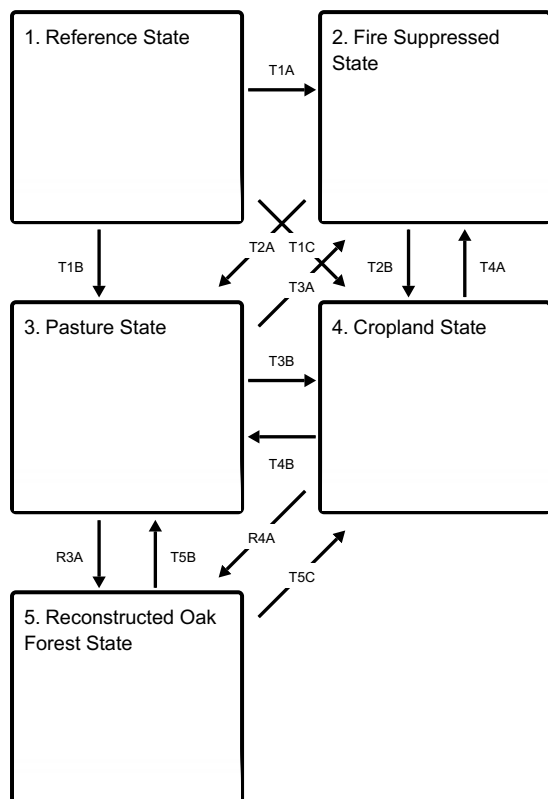 1. Reference State
2. Fire Suppressed
State
T1A
T2A
T1C
T1B
T3A
T2B
T4A
3. Pasture State
4. Cropland State
T3B
T4B
R3A
T5B
R4A
T5C
5. Reconstructed Oak
Forest State